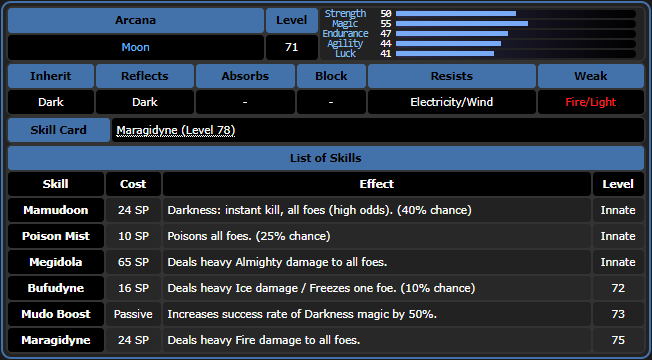 Arcana Level
Moon 71
Strength 50
Magic 55
Endurance 47
Agility 44
Luck 41
Inherit Reflects Absorbs Block Resists Weak
Dark Dark - - Electricity/Wind Fire/Light
Skill Card Maragidyne (Level 78)
List of Skills
Skill Cost Effect Level
Mamudoon 24 SP Darkness: instant kill, all foes (high odds). (40% chance) Innate
Poison Mist 10 SP Poisons all foes. (25% chance) Innate
Megidola 65 SP Deals heavy Almighty damage to all foes. Innate
Bufudyne 16 SP Deals heavy Ice damage / Freezes one foe. (10% chance) 72
Mudo Boost Passive Increases success rate of Darkness magic by 50%. 73
Maragidyne 24 SP Deals heavy Fire damage to all foes. 75